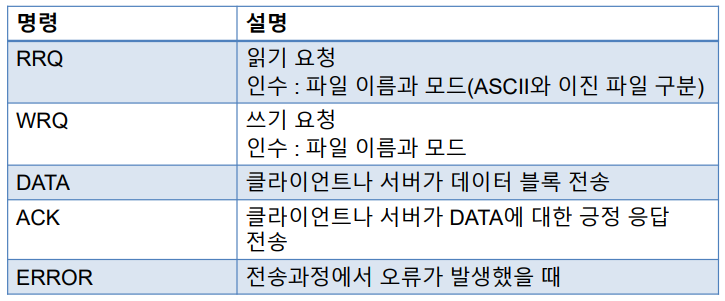 명령 설명
RRQ 읽기 요청
인수 : 파일 이름과 모드(ASCII와 이진 파일 구분)
WRQ 쓰기 요청
인수 : 파일 이름과 모드
DATA 클라이언트나 서버가 데이터 블록 전송
ACK 클라이언트나 서버가 DATA에 대한 긍정 응답
전송
ERROR 전송과정에서 오류가 발생했을 때